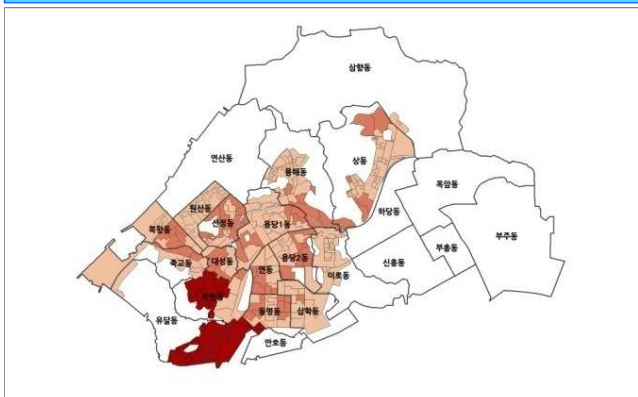 삼향동
연산동
상동
용해동
옥암동
원산동
하당동
북항동
산정동
용당1동
부주동
부흥동
죽교동
대성동
연동
용당2동
신흥동
이로동
유달동
동명동
삼학동
만호동